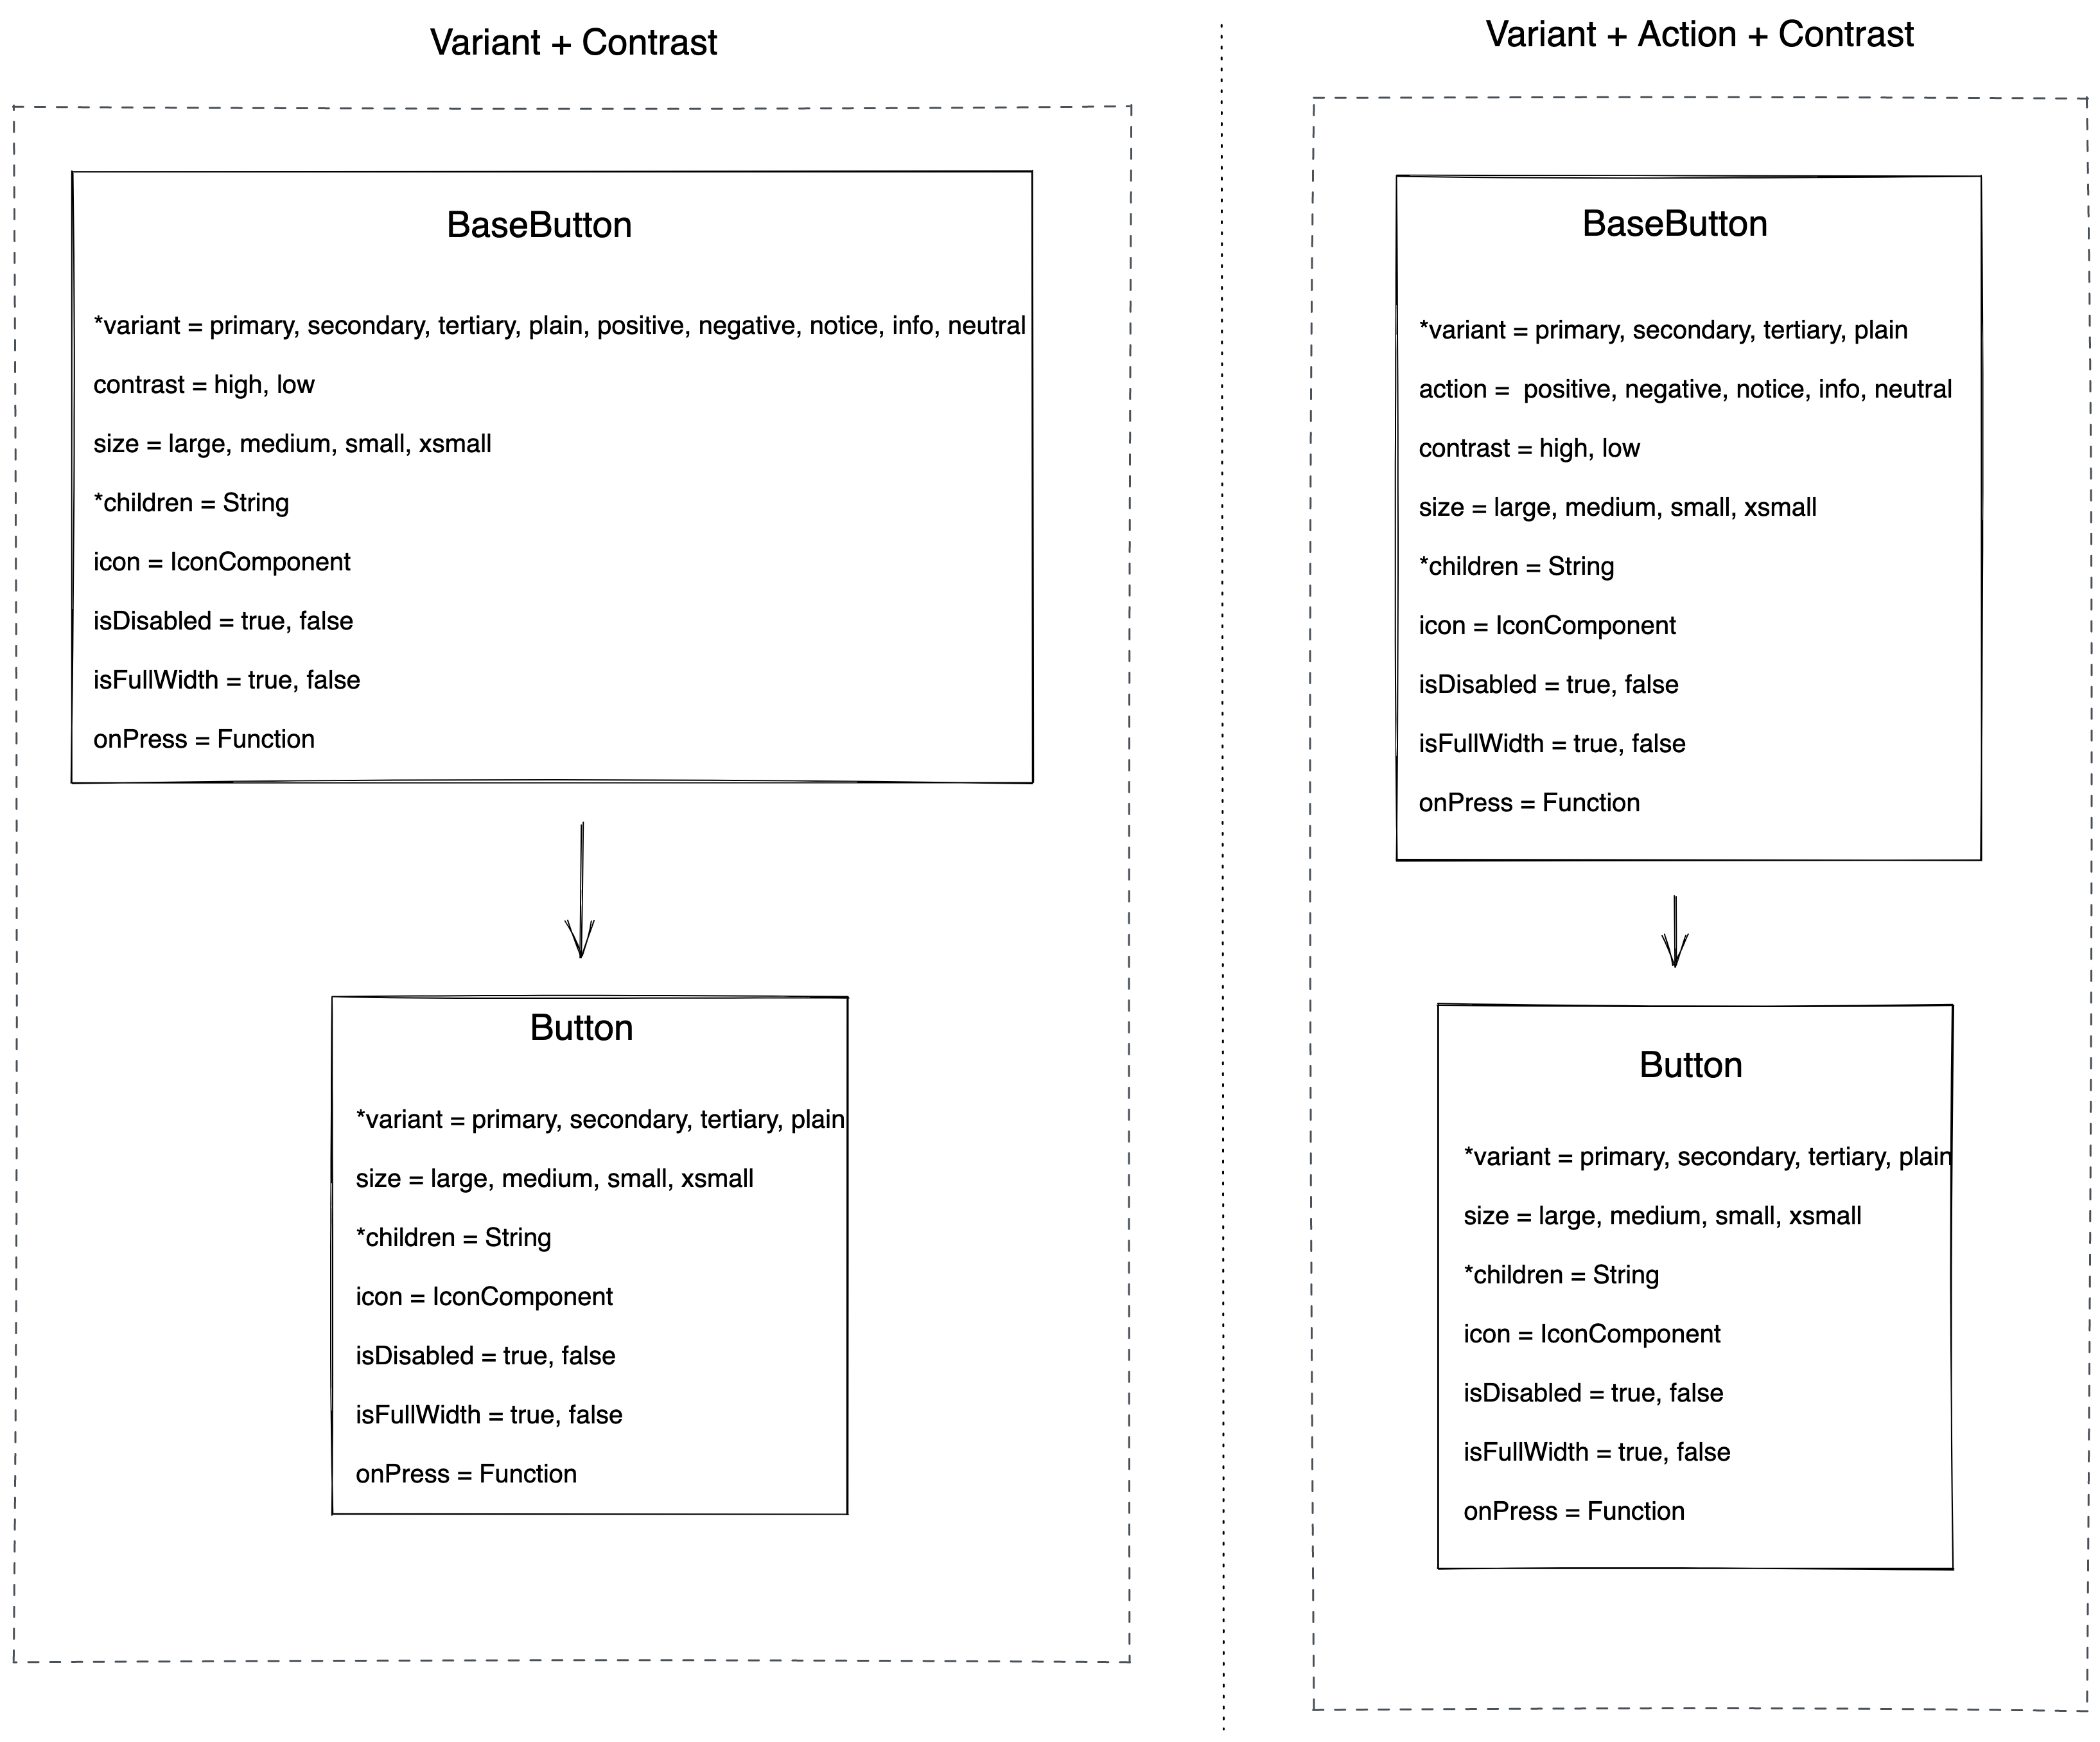 Variant + Contrast
BaseButton
*variant = primary, secondary, tertiary, plain, positive, negative, notice, info, neutral
contrast = high, low
size = large, medium, small, xsmall
*children = String
icon = IconComponent
isDisabled = true, false
isFullWidth = true, false
onPress = Function
Button
*variant = primary, secondary, tertiary, plain
size = large, medium, small, xsmall
*children = String
icon = IconComponent
isDisabled = true, false
isFullWidth = true, false
onPress = Function
Variant + Action + Contrast
BaseButton
*variant = primary, secondary, tertiary, plain
action =  positive, negative, notice, info, neutral
contrast = high, low
size = large, medium, small, xsmall
*children = String
icon = IconComponent
isDisabled = true, false
isFullWidth = true, false
onPress = Function
Button
*variant = primary, secondary, tertiary, plain
size = large, medium, small, xsmall
*children = String
icon = IconComponent
isDisabled = true, false
isFullWidth = true, false
onPress = Function